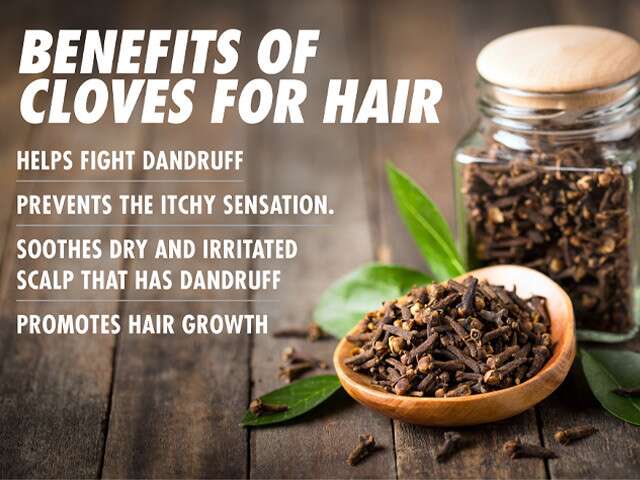 BENEFITS OF
CLOVES FOR HAIR
HELPS FIGHT DANDRUFF
PREVENTS THE ITCHY SENSATION.
SOOTHES DRY AND IRRITATED
SCALP THAT HAS DANDRUFF
PROMOTES HAIR GROWTH